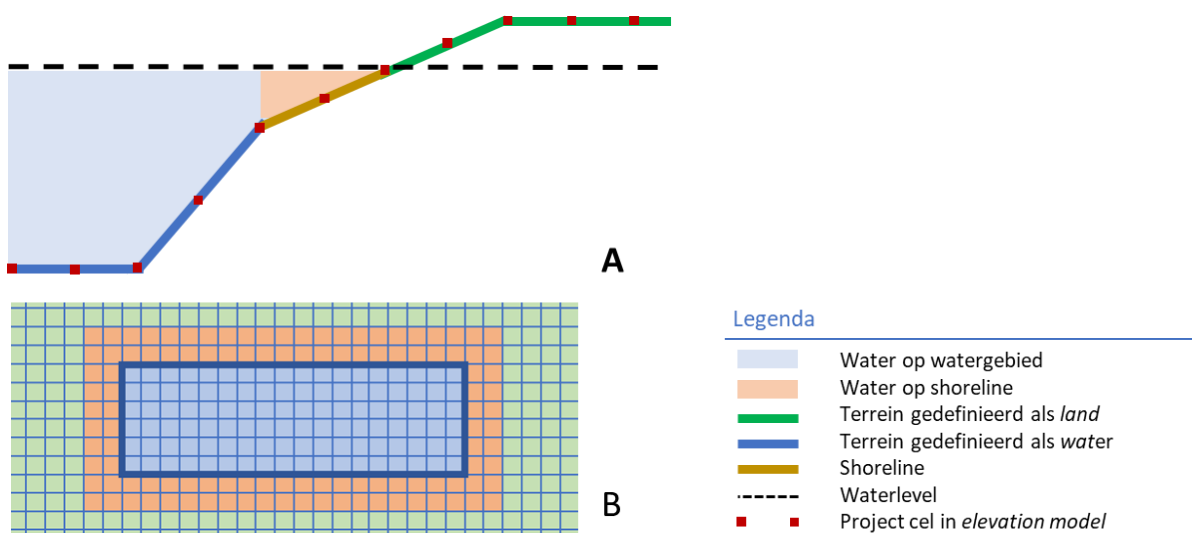 A
B
Legenda
Water op watergebied
Water op shoreline
Terrein gedefinieerd als land
Terrein gedefinieerd als water
Shoreline
Waterlevel
Project cel in elevation model